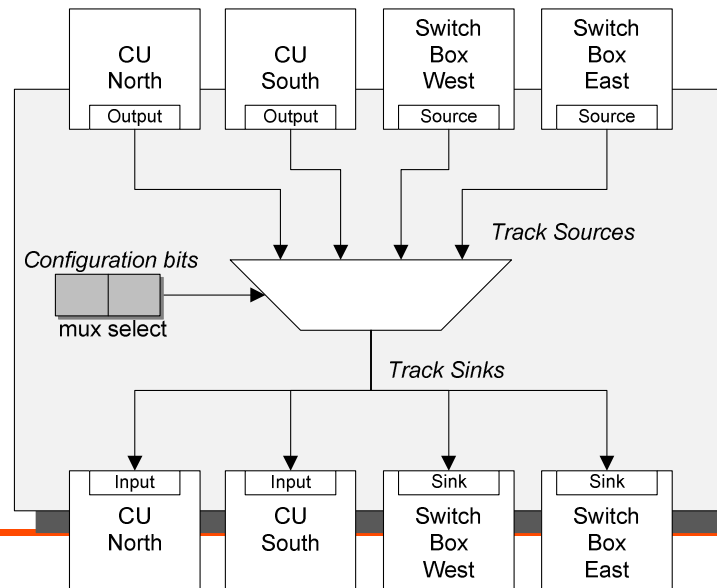 CU
North
Output
CU
South
Output
Switch
Box
West
Source
Switch
Box
East
Source
Track Sources
Configuration bits
mux select
Track Sinks
Input
CU
North
Input
CU
South
Sink
Switch
Box
West
Sink
Switch
Box
East